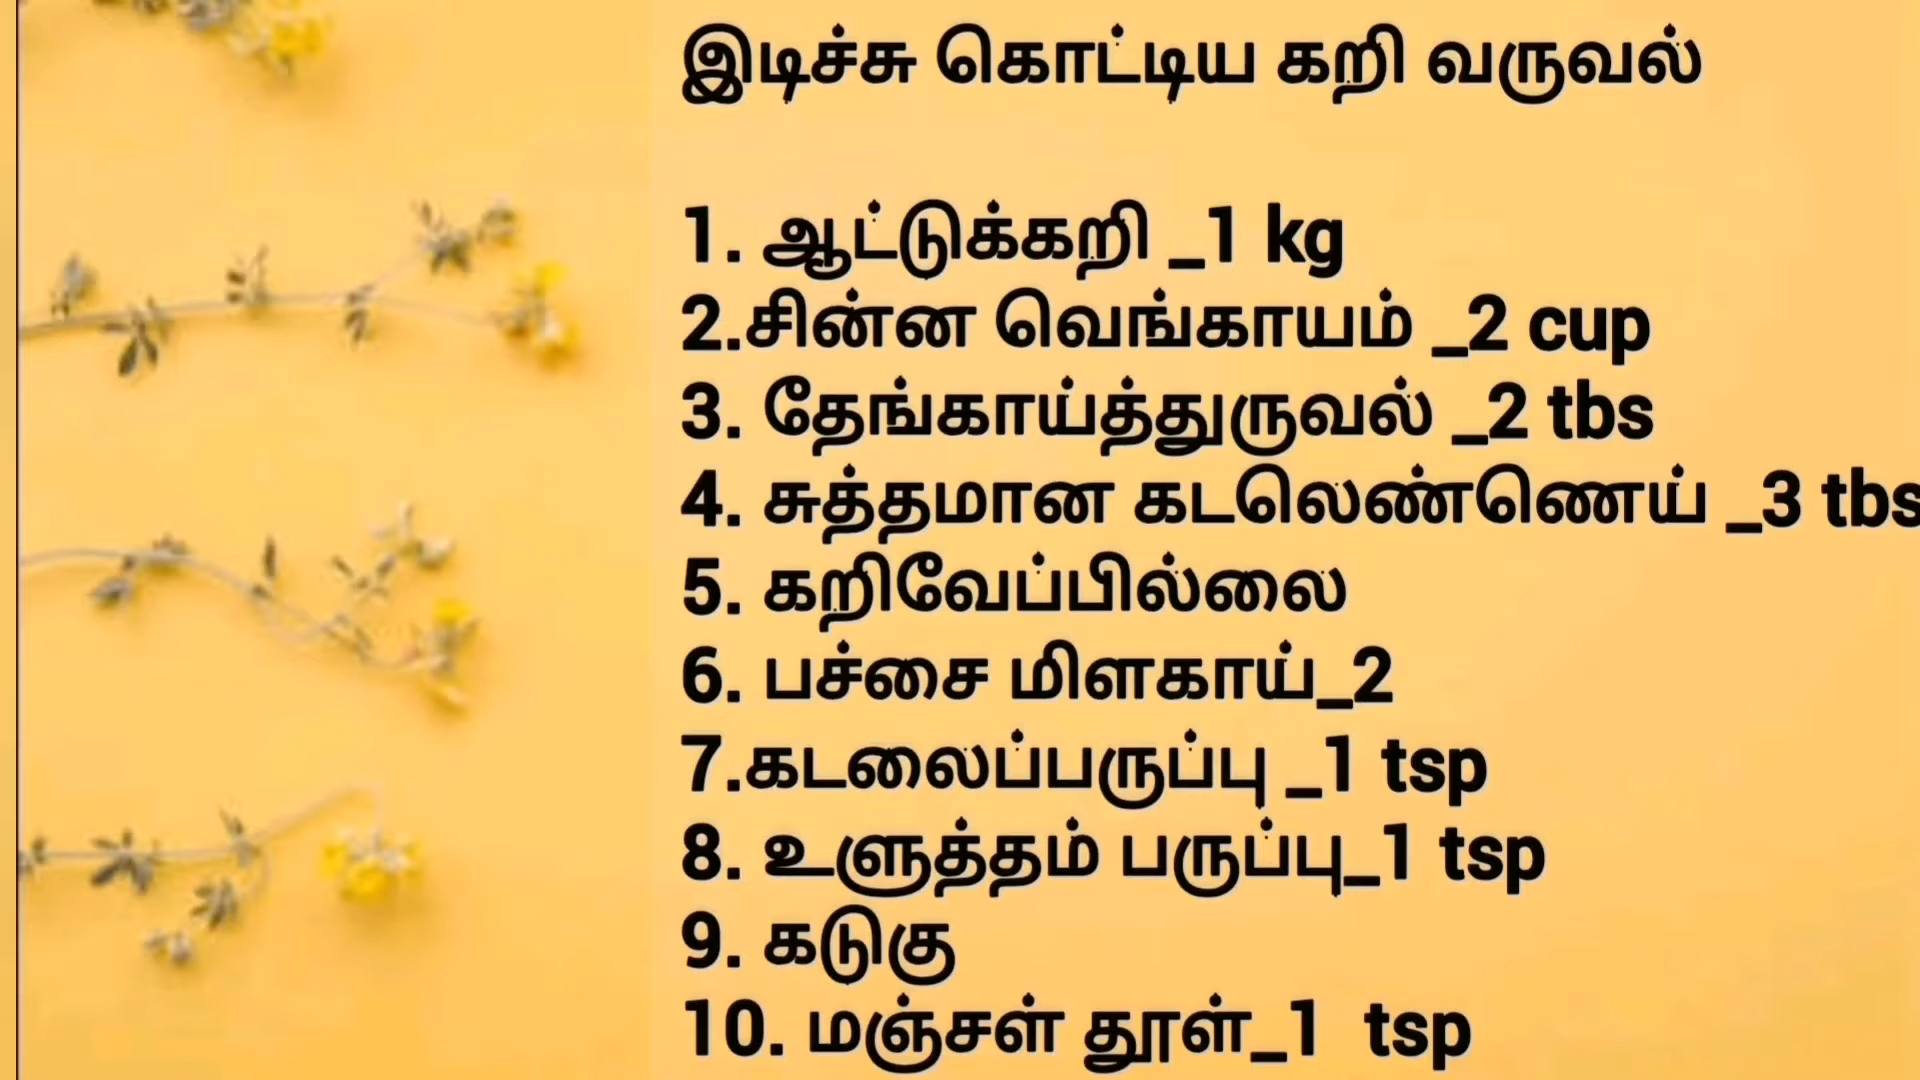 இடிச்சு கொட்டிய கறி வருவல்
1. ஆட்டுக்கறி _1 kg
2.சின்ன வெங்காயம் _2 cup
3. தேங்காய்த்துருவல் _2 tbs
4. சுத்தமான கடலெண்ணெய் _3 tbs
5. கறிவேப்பில்லை
6. பச்சை மிளகாய்_2
7.கடலைப்பருப்பு _1 tsp
8. உளுத்தம் பருப்பு_1 tsp
9. கடுகு
10. மஞ்சள் தூள்_1  tsp